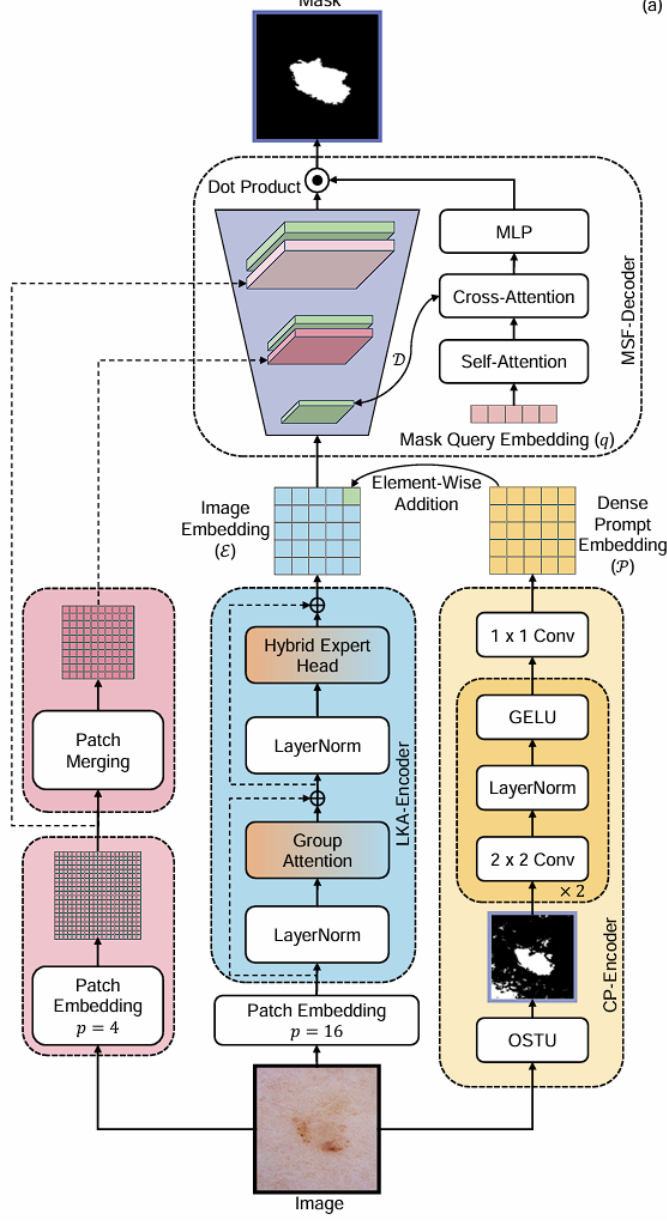 Mask
(a)
Dot Product
MLP
Cross-Attention
Self-Attention
MSF-Decoder
𝒟
Mask Query Embedding (q)
Image
Embedding
(ℰ)
Element-Wise
Addition
Dense
Prompt
Embedding
(𝒫)
Patch
Merging
Patch
Embedding
p = 4
Hybrid Expert
Head
LayerNorm
Group
Attention
LayerNorm
LKA-Encoder
Patch Embedding
p = 16
1 x 1 Conv
GELU
LayerNorm
2 x 2 Conv
× 2
OSTU
CP-Encoder
Image